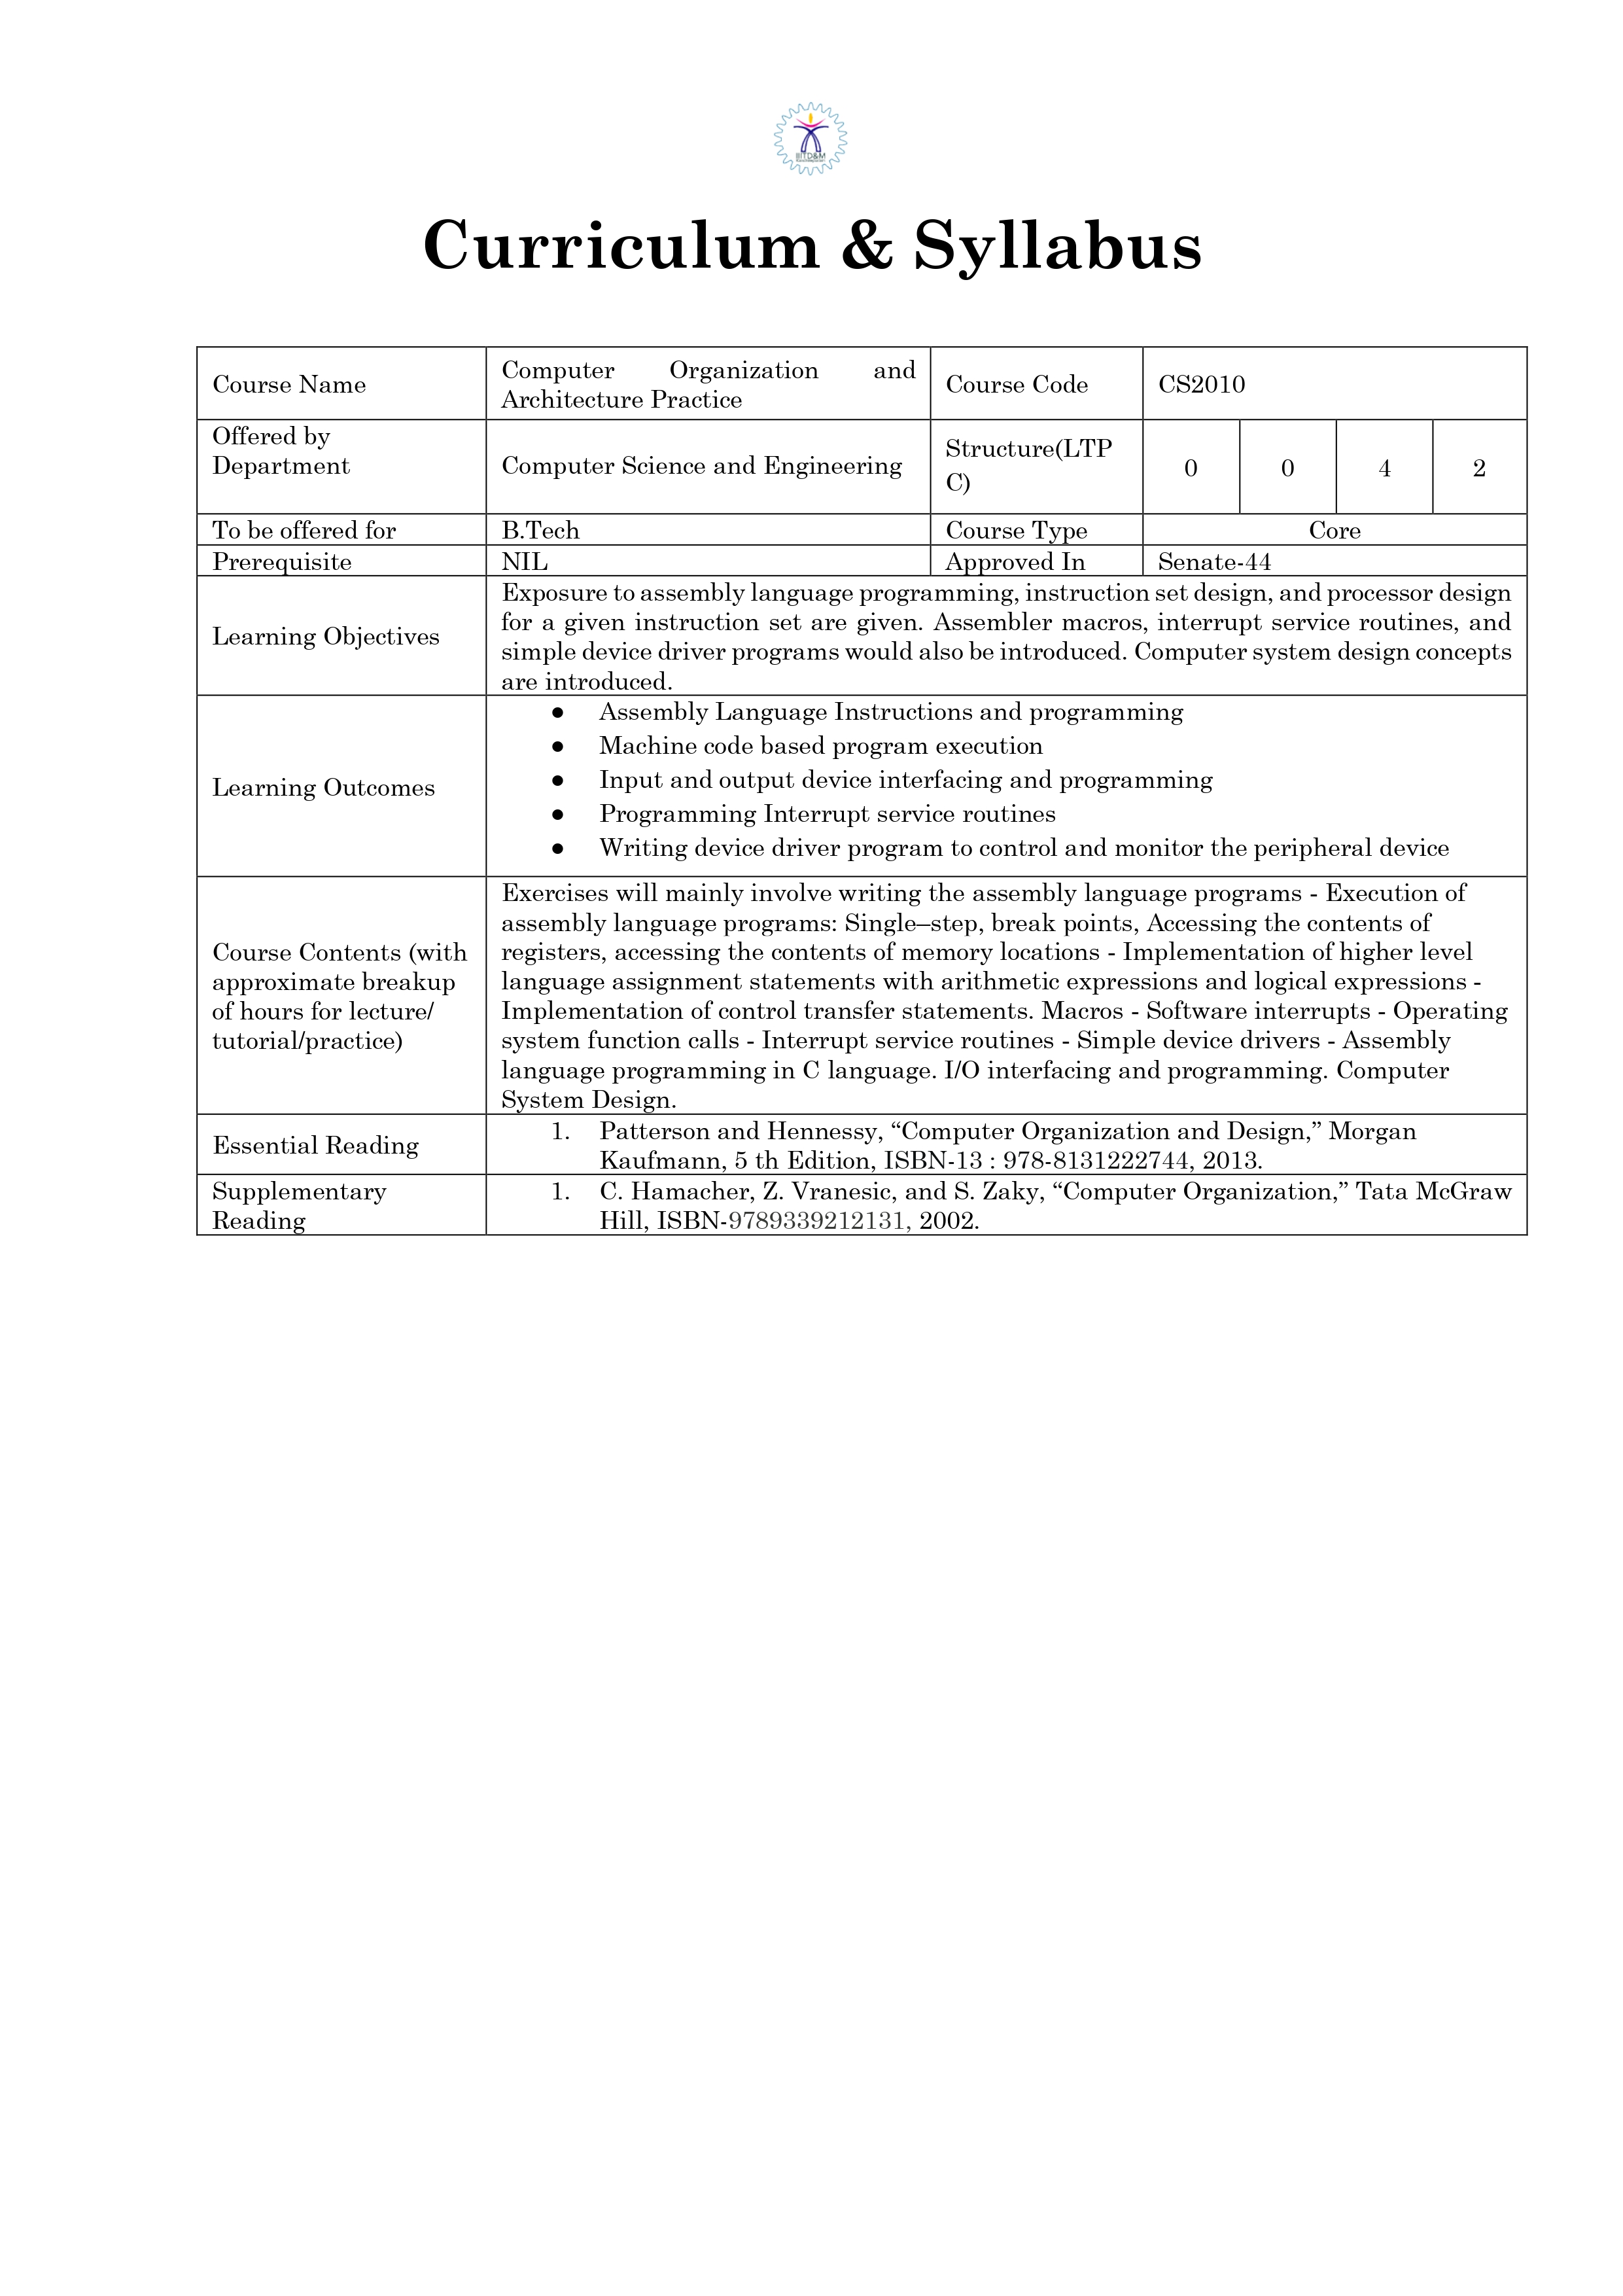 IIITD&M
Curriculum & Syllabus
Course Name
Computer Organization and
Architecture Practice
Course Code
CS2010
Offered by
Department
Computer Science and Engineering
Structure(LTP
C)
0
0
4
2
To be offered for
B.Tech
Course Type
Core
Prerequisite
NIL
Approved In
Senate-44
Learning Objectives
Exposure to assembly language programming, instruction set design, and processor design
for a given instruction set are given. Assembler macros, interrupt service routines, and
simple device driver programs would also be introduced. Computer system design concepts
are introduced.
Learning Outcomes
● Assembly Language Instructions and programming
● Machine code based program execution
● Input and output device interfacing and programming
● Programming Interrupt service routines
● Writing device driver program to control and monitor the peripheral device
Course Contents (with
approximate breakup
of hours for lecture/
tutorial/practice)
Exercises will mainly involve writing the assembly language programs - Execution of
assembly language programs: Single–step, break points, Accessing the contents of
registers, accessing the contents of memory locations - Implementation of higher level
language assignment statements with arithmetic expressions and logical expressions -
Implementation of control transfer statements. Macros - Software interrupts - Operating
system function calls - Interrupt service routines - Simple device drivers - Assembly
language programming in C language. I/O interfacing and programming. Computer
System Design.
Essential Reading
1. Patterson and Hennessy, “Computer Organization and Design,” Morgan
Kaufmann, 5 th Edition, ISBN-13 : 978-8131222744, 2013.
Supplementary
Reading
1. C. Hamacher, Z. Vranesic, and S. Zaky, “Computer Organization,” Tata McGraw
Hill, ISBN-9789339212131, 2002.